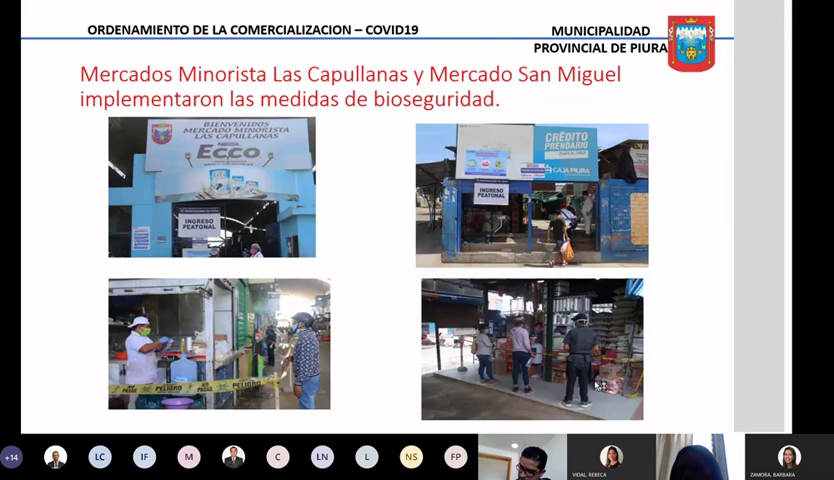 ORDENAMIENTO DE LA COMERCIALIZACION – COVID19
MUNICIPALIDAD
PROVINCIAL DE PIURA
Mercados Minorista Las Capullanas y Mercado San Miguel
implementaron las medidas de bioseguridad.
BIENVENIDOS
MERCADO MINORISTA
LAS CAPULLANAS
Ecco
INGRESO
PEATONAL
CRÉDITO
PRENDARIO
CAJA PIURA
INGRESO
PEATONAL
PELIGRO
PELIGRO
+14
LC
IF
M
C
LN
L
NS
FP
VIDAL, REBECA
ZAMORA, BARBARA